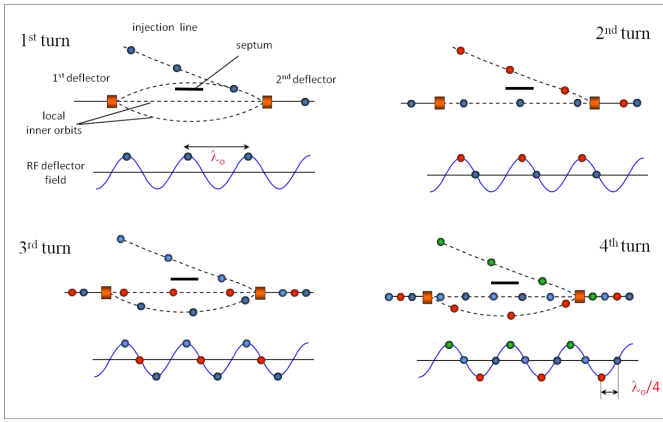 1st turn
injection line
septum
1st deflector
2nd deflector
local
inner orbits
RF deflector
field
λo
2nd turn
3rd turn
4th turn
λo/4